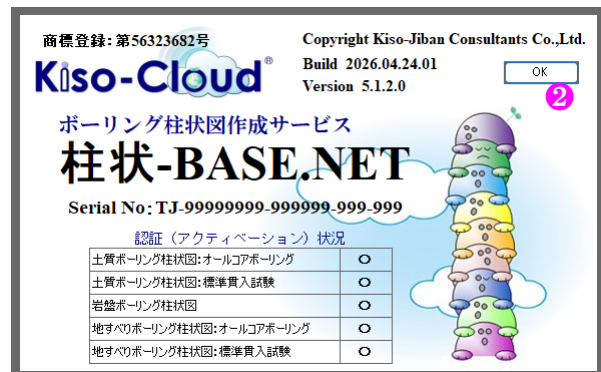 商標登録：第56323682号
Copyright Kiso-Jiban Consultants Co.,Ltd.
Kiso-Cloud®
Build 2026.04.24.01
Version 5.1.2.0
OK
❷
ボーリング柱状図作成サービス
柱状-BASE.NET
Serial No：TJ-99999999-999999-999-999
認証（アクティベーション）状況
土質ボーリング柱状図：オールコアボーリング ○
土質ボーリング柱状図：標準貫入試験 ○
岩盤ボーリング柱状図 ○
地すべりボーリング柱状図：オールコアボーリング ○
地すべりボーリング柱状図：標準貫入試験 ○